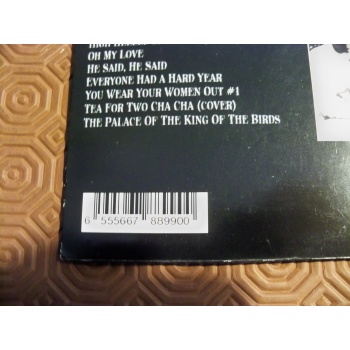 OH MY LOVE
HE SAID, HE SAID
EVERYONE HAD A HARD YEAR
YOU WEAR YOUR WOMEN OUT #1
TEA FOR TWO CHA CHA (COVER)
THE PALACE OF THE KING OF THE BIRDS
6 555667 889900